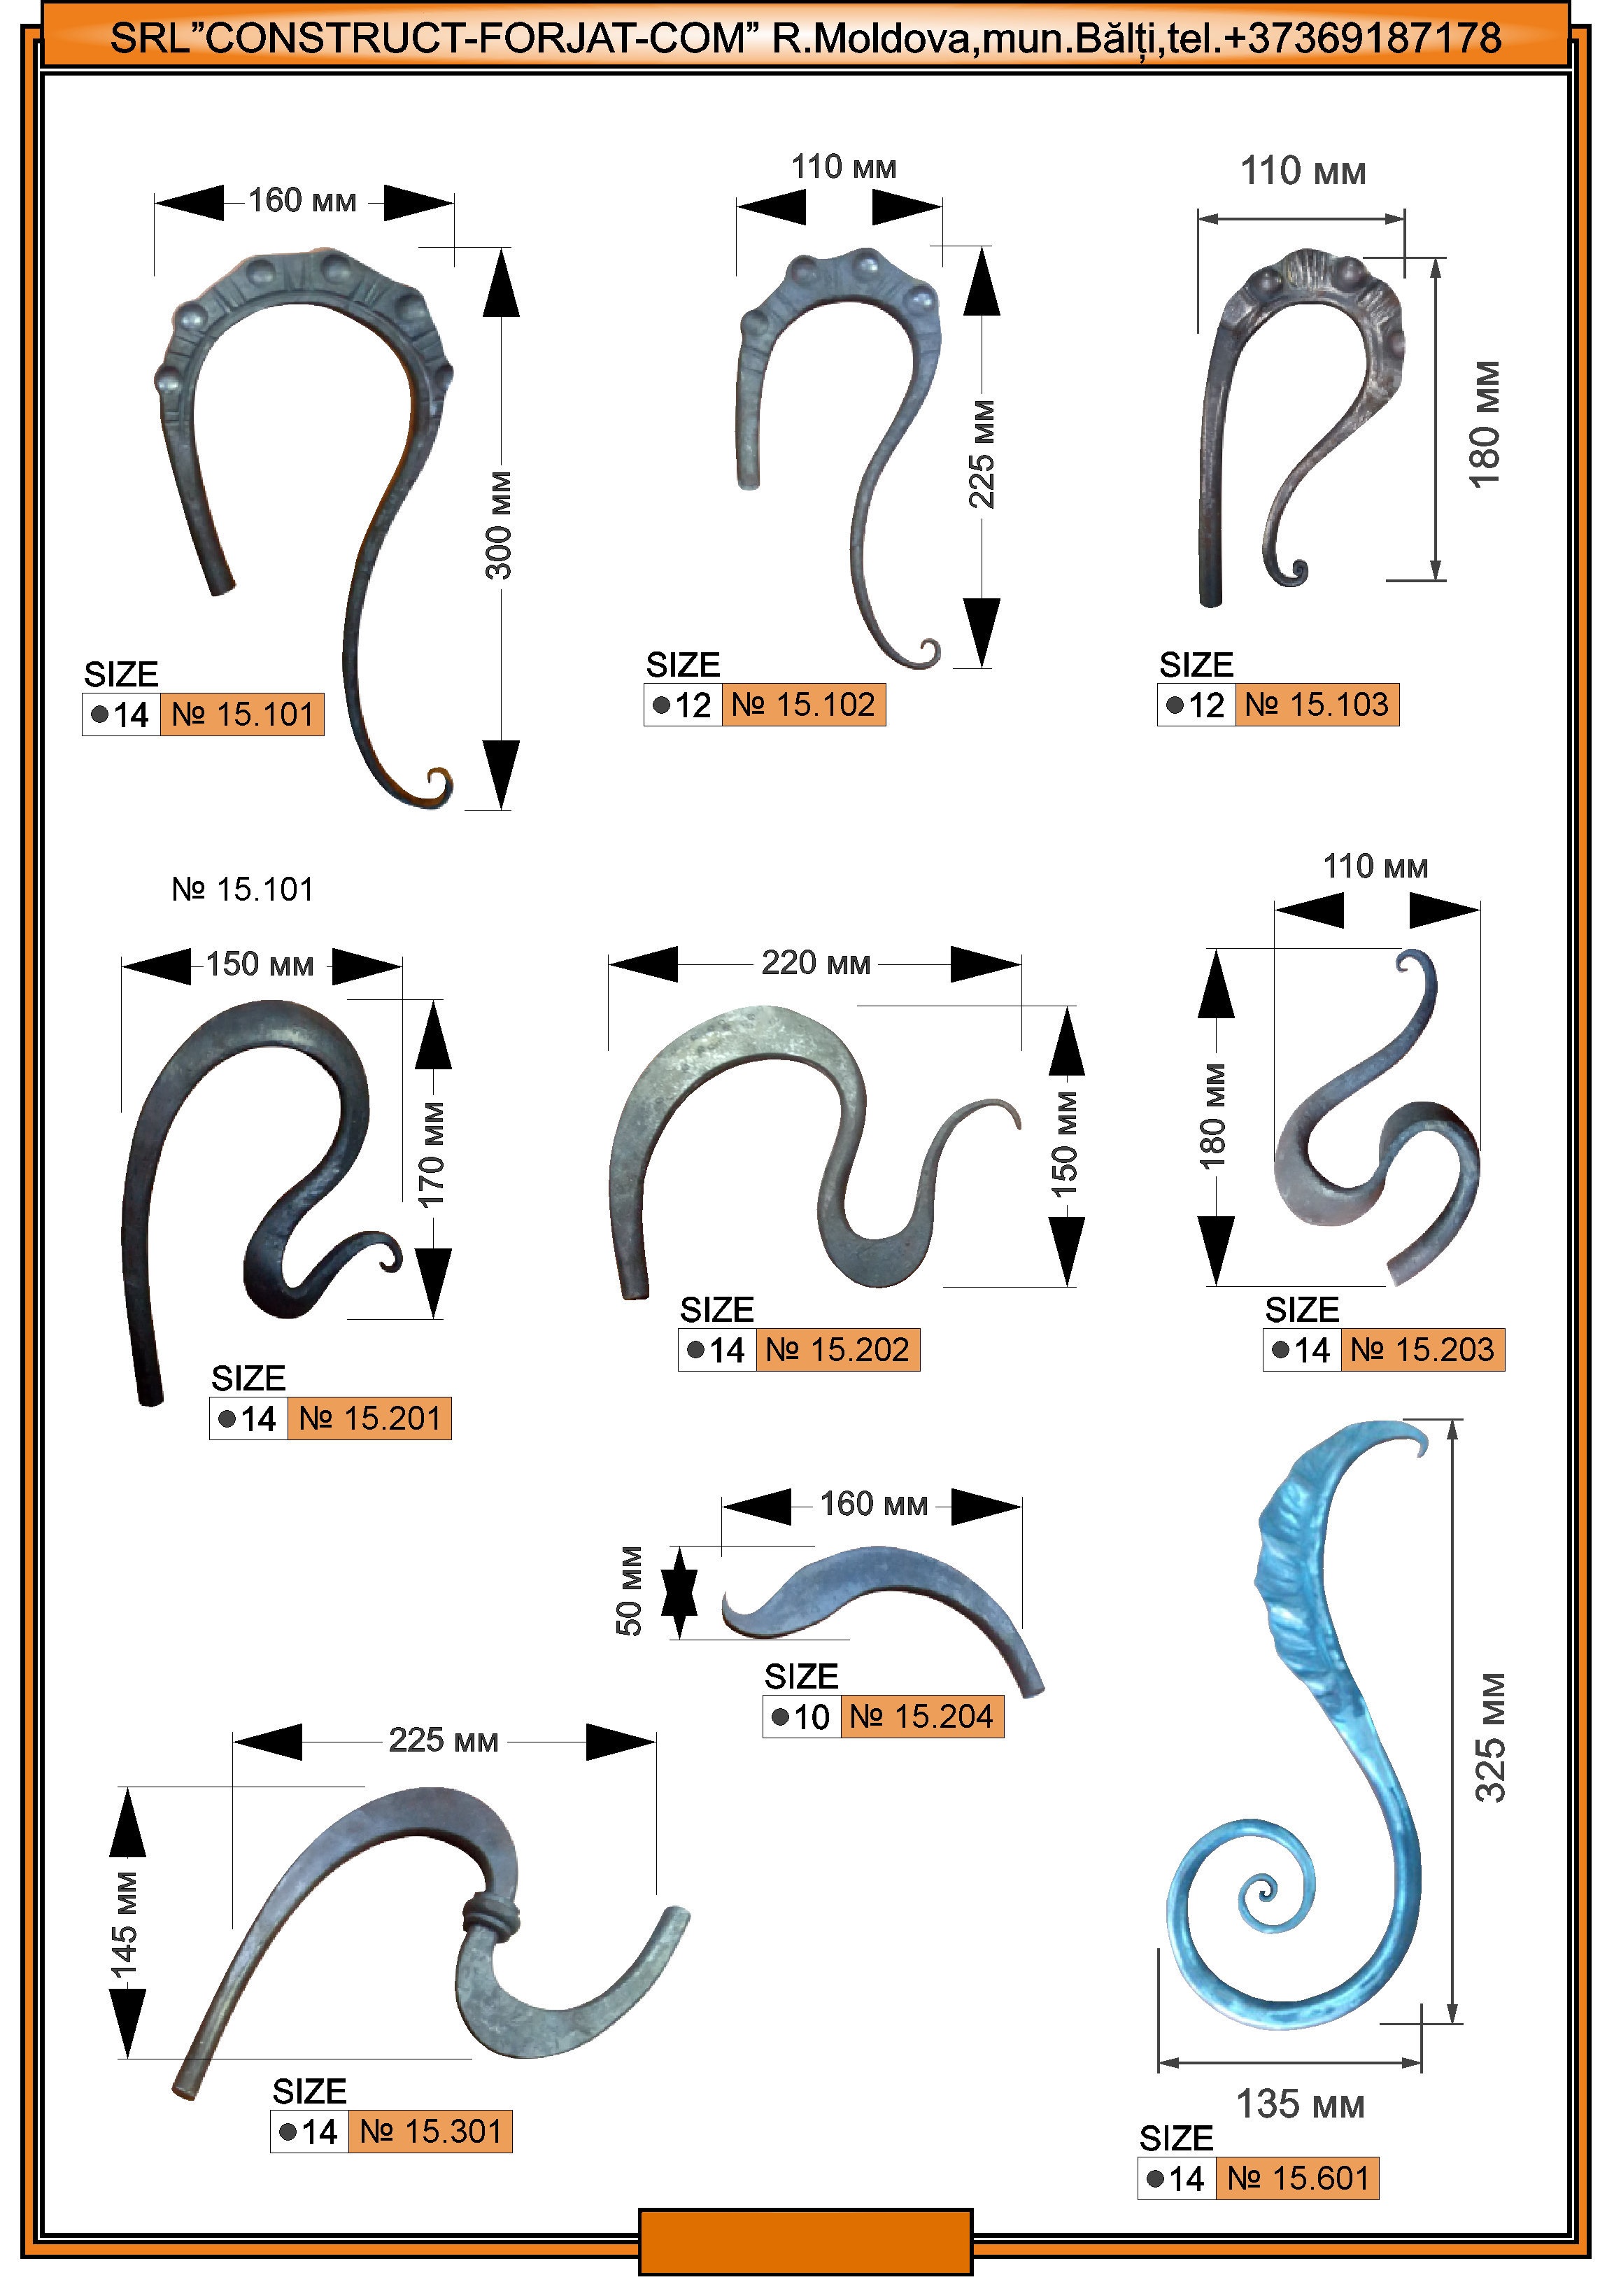 SRL”CONSTRUCT-FORJAT-COM” R.Moldova,mun.Bălți,tel.+37369187178
160 мм
300 мм
SIZE
14 № 15.101
110 мм
225 мм
SIZE
12 № 15.102
110 мм
180 мм
SIZE
12 № 15.103
№ 15.101
150 мм
170 мм
SIZE
14 № 15.201
220 мм
150 мм
SIZE
14 № 15.202
110 мм
180 мм
SIZE
14 № 15.203
160 мм
50 мм
SIZE
10 № 15.204
225 мм
145 мм
SIZE
14 № 15.301
325 мм
135 мм
SIZE
14 № 15.601